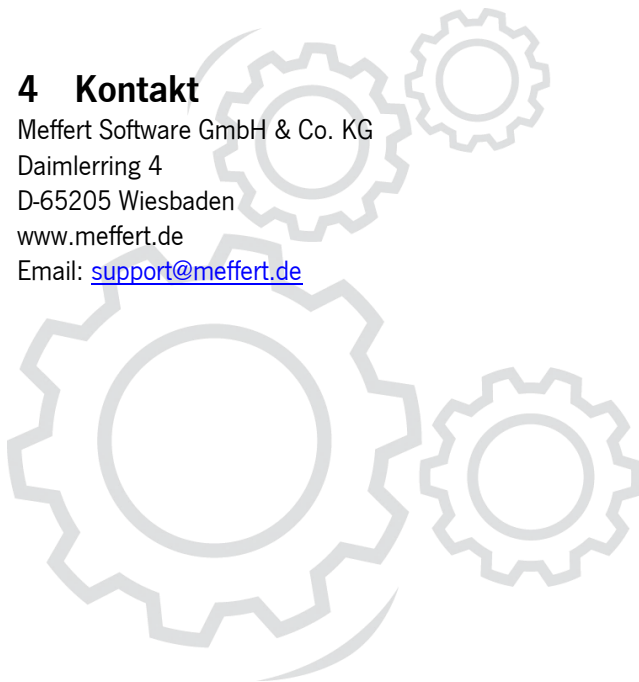 4 Kontakt
Meffert Software GmbH & Co. KG
Daimlerring 4
D-65205 Wiesbaden
www.meffert.de
Email: support@meffert.de